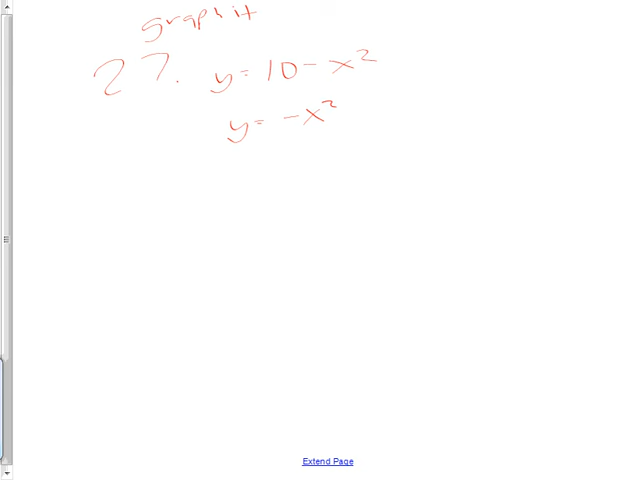 graph it
27. y = 10 - x²
y = -x²
Extend Page